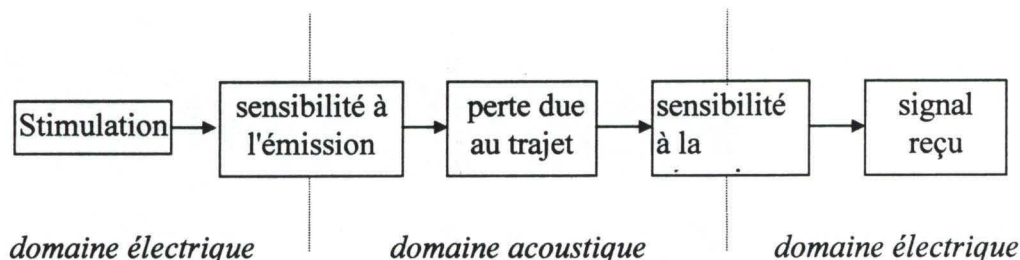 Stimulation
sensibilité à
l'émission
perte due
au trajet
sensibilité
à la
signal
reçu
domaine électrique
domaine acoustique
domaine électrique